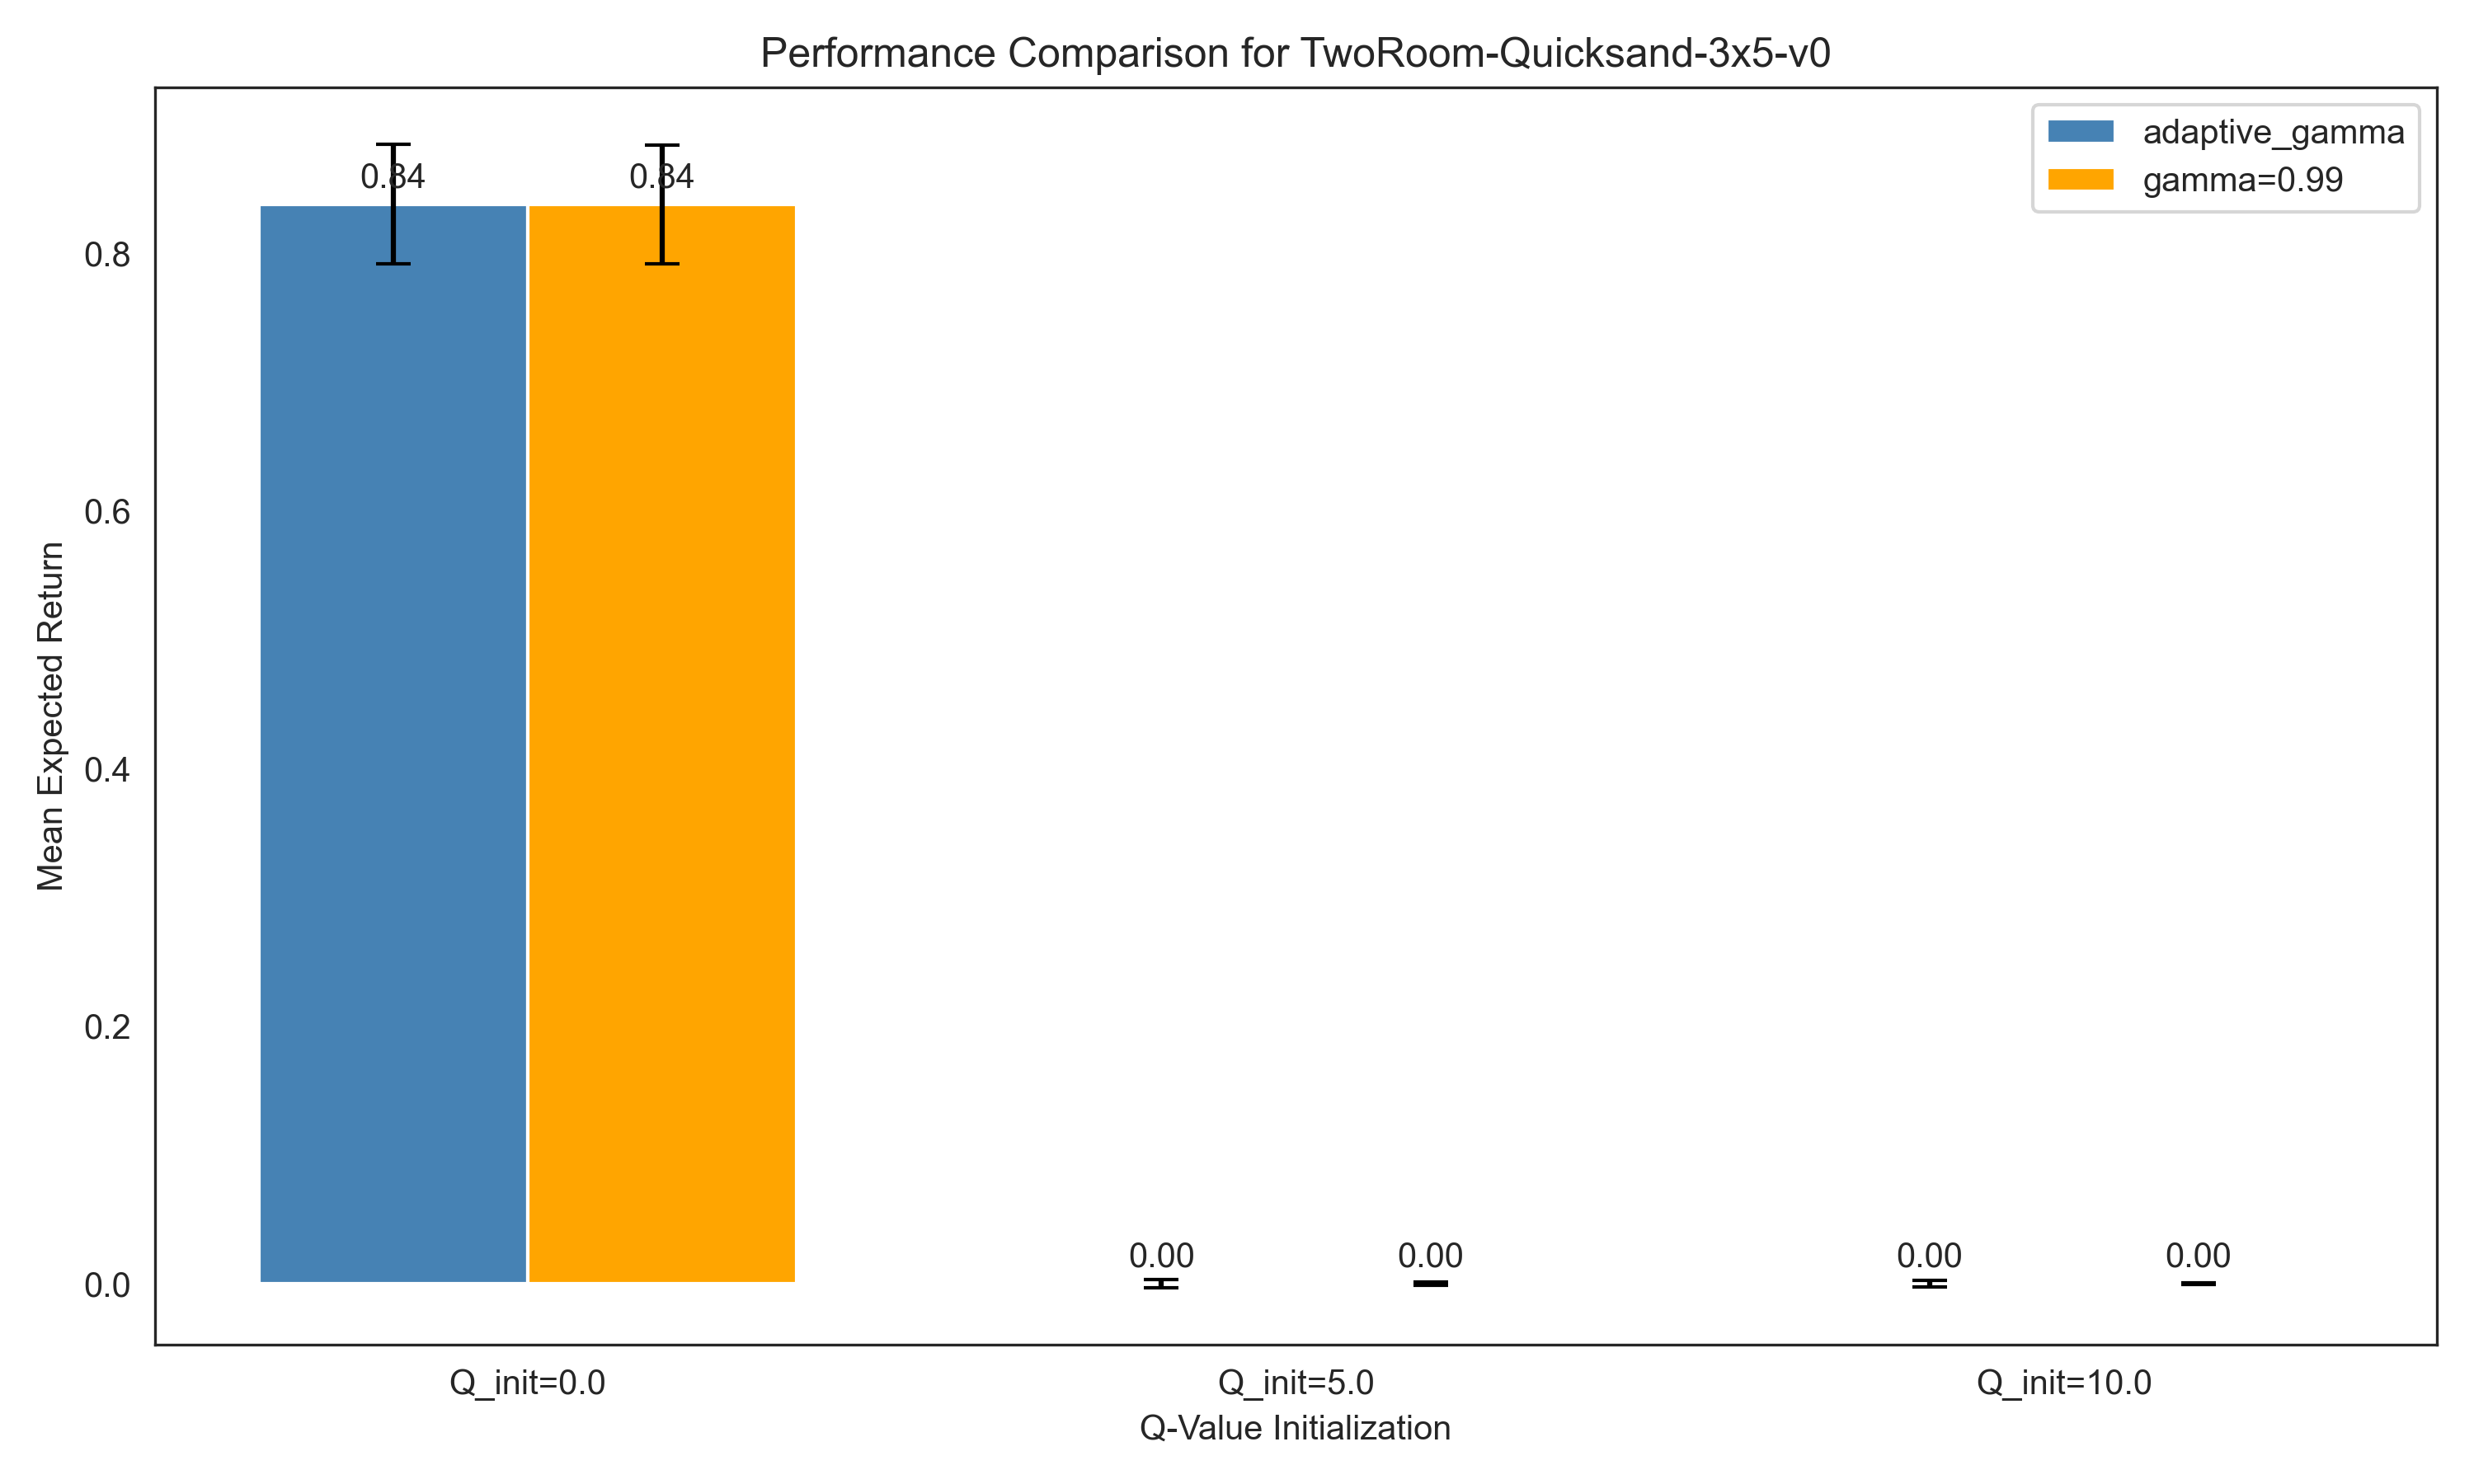 Performance Comparison for TwoRoom-Quicksand-3x5-v0
adaptive_gamma
gamma=0.99
0.84
0.84
0.8
0.6
0.4
0.2
0.0
Mean Expected Return
0.00
0.00
0.00
0.00
Q_init=0.0
Q_init=5.0
Q_init=10.0
Q-Value Initialization